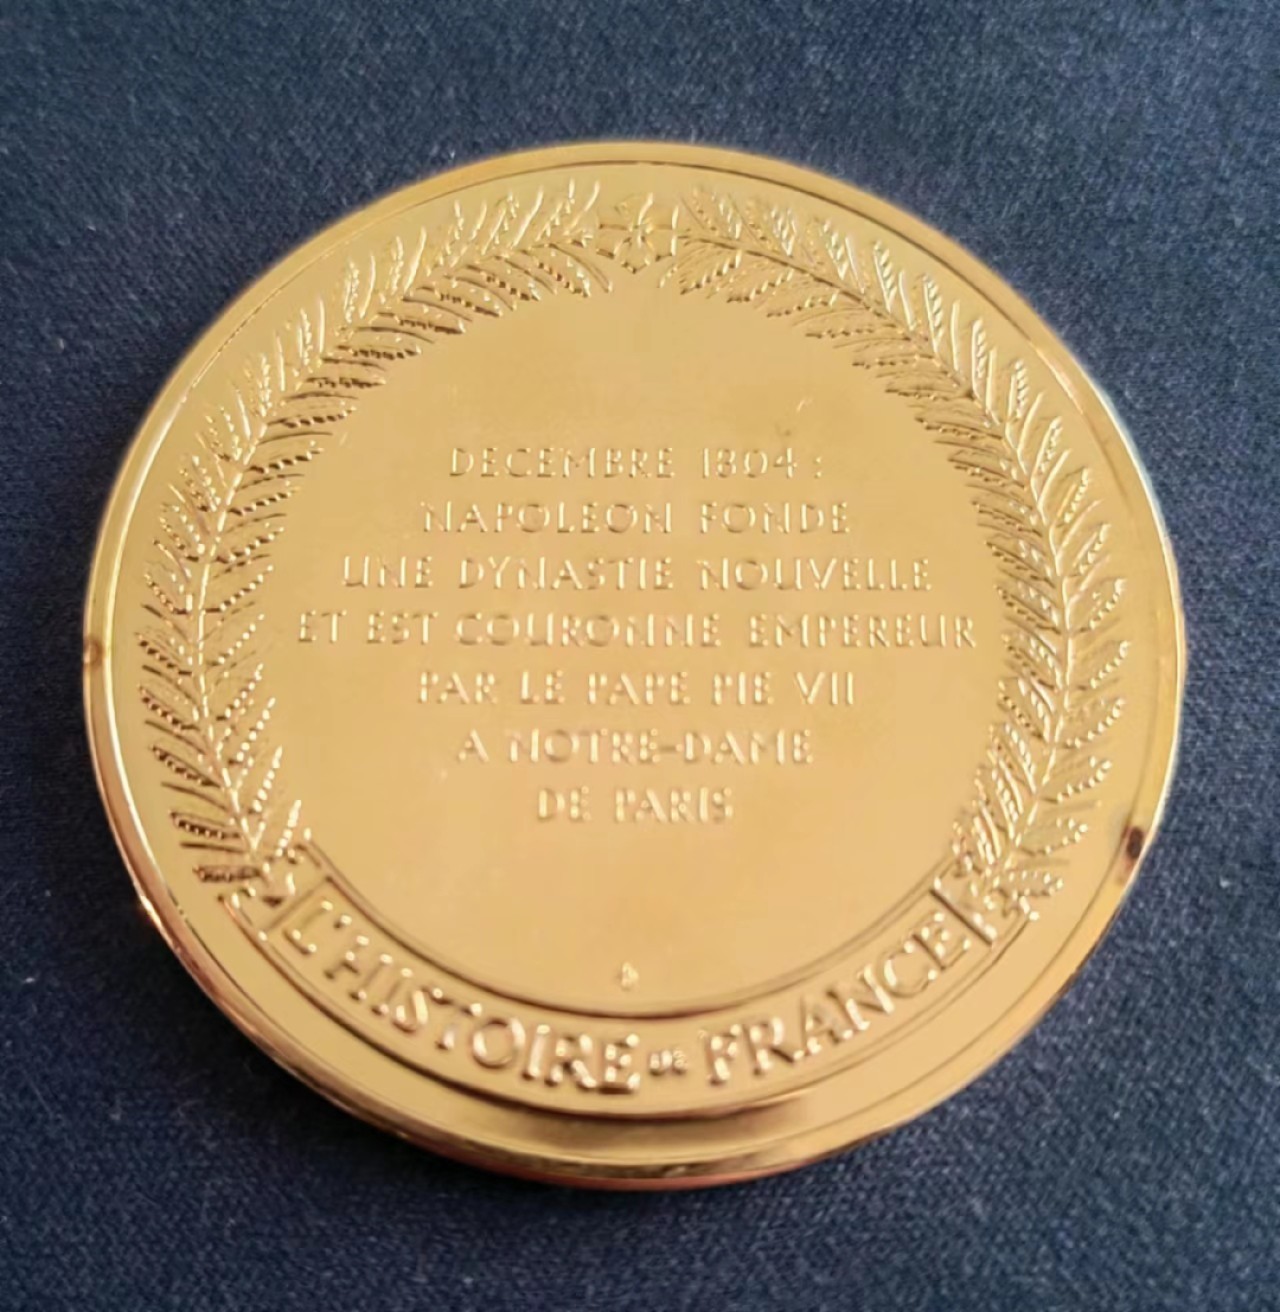 DECEMBRE 1804 :
NAPOLEON FONDE
UNE DYNASTIE NOUVELLE
ET EST COURONNE EMPEREUR
PAR LE PAPE PIE VII
A NOTRE-DAME
DE PARIS
L'HISTOIRE DE FRANCE